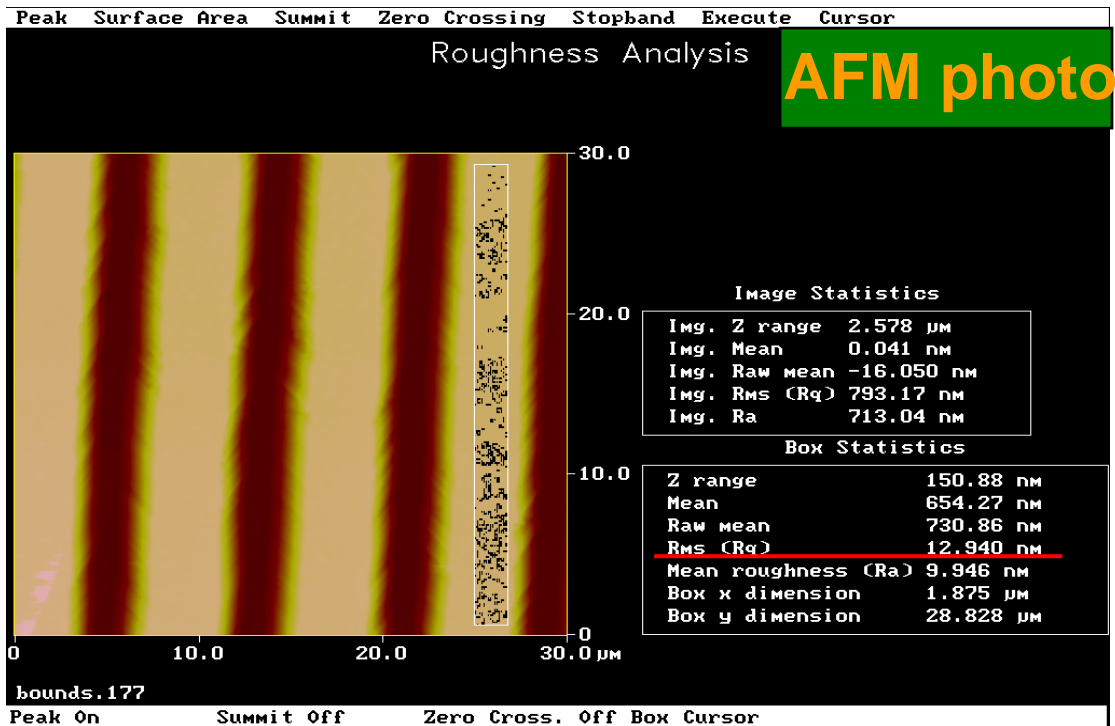 Peak Surface Area Summit Zero Crossing Stopband Execute Cursor
Roughness Analysis
AFM photo
30.0
20.0
10.0
0
0 10.0 20.0 30.0 µm
Image Statistics
Img. Z range 2.578 µm
Img. Mean 0.041 nm
Img. Raw mean -16.050 nm
Img. Rms (Rq) 793.17 nm
Img. Ra 713.04 nm
Box Statistics
Z range 150.88 nm
Mean 654.27 nm
Raw mean 730.86 nm
Rms (Rq) 12.940 nm
Mean roughness (Ra) 9.946 nm
Box x dimension 1.875 µm
Box y dimension 28.828 µm
bounds.177
Peak On Summit Off Zero Cross. Off Box Cursor